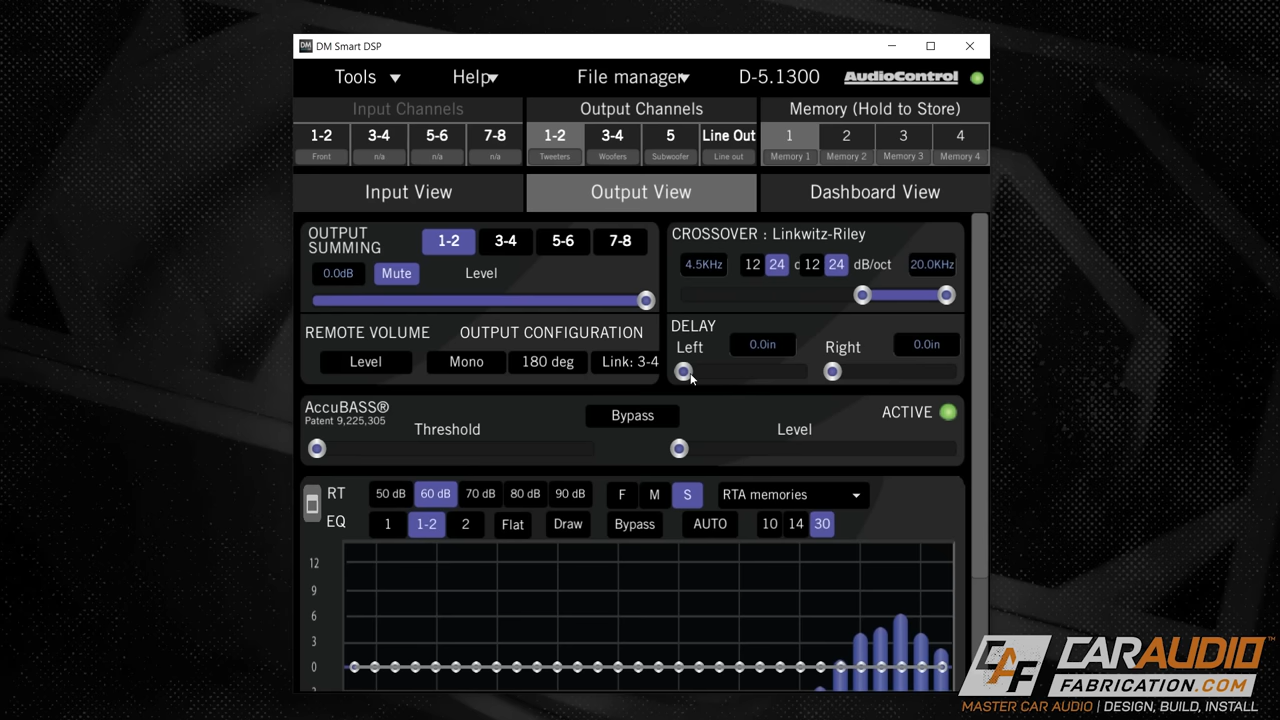 DM Smart DSP
Tools Help File manager D-5.1300 AudioControl
Input Channels Output Channels Memory (Hold to Store)
1-2 3-4 5-6 7-8 1-2 3-4 5 Line Out 1 2 3 4
Front n/a n/a n/a Tweeters Woofers Subwoofer Line out Memory 1 Memory 2 Memory 3 Memory 4
Input View Output View Dashboard View
OUTPUT SUMMING 1-2 3-4 5-6 7-8
0.0dB Mute Level
CROSSOVER : Linkwitz-Riley
4.5KHz 12 24 12 24 dB/oct 20.0KHz
REMOTE VOLUME OUTPUT CONFIGURATION
Level Mono 180 deg Link: 3-4
DELAY
Left 0.0in Right 0.0in
AccuBASS®
Patent 9,225,305
Threshold Bypass Level ACTIVE
RT 50 dB 60 dB 70 dB 80 dB 90 dB F M S RTA memories
EQ 1 1-2 2 Flat Draw Bypass AUTO 10 14 30
12
9
6
3
0
CAF CARAUDIO™
FABRICATION.COM
MASTER CAR AUDIO | DESIGN, BUILD, INSTALL